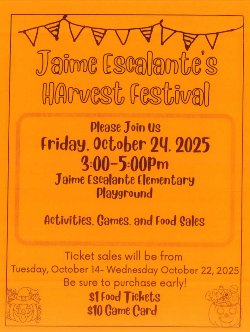 Jaime Escalante's
HArvest Festival
Please Join Us
Friday, October 24, 2025
3:00-5:00pm
Jaime Escalante Elementary
Playground
Activities, Games, and Food Sales
Ticket sales will be from
Tuesday, October 14- Wednesday October 22, 2025
Be sure to purchase early!
$1 Food Tickets
$10 Game Card